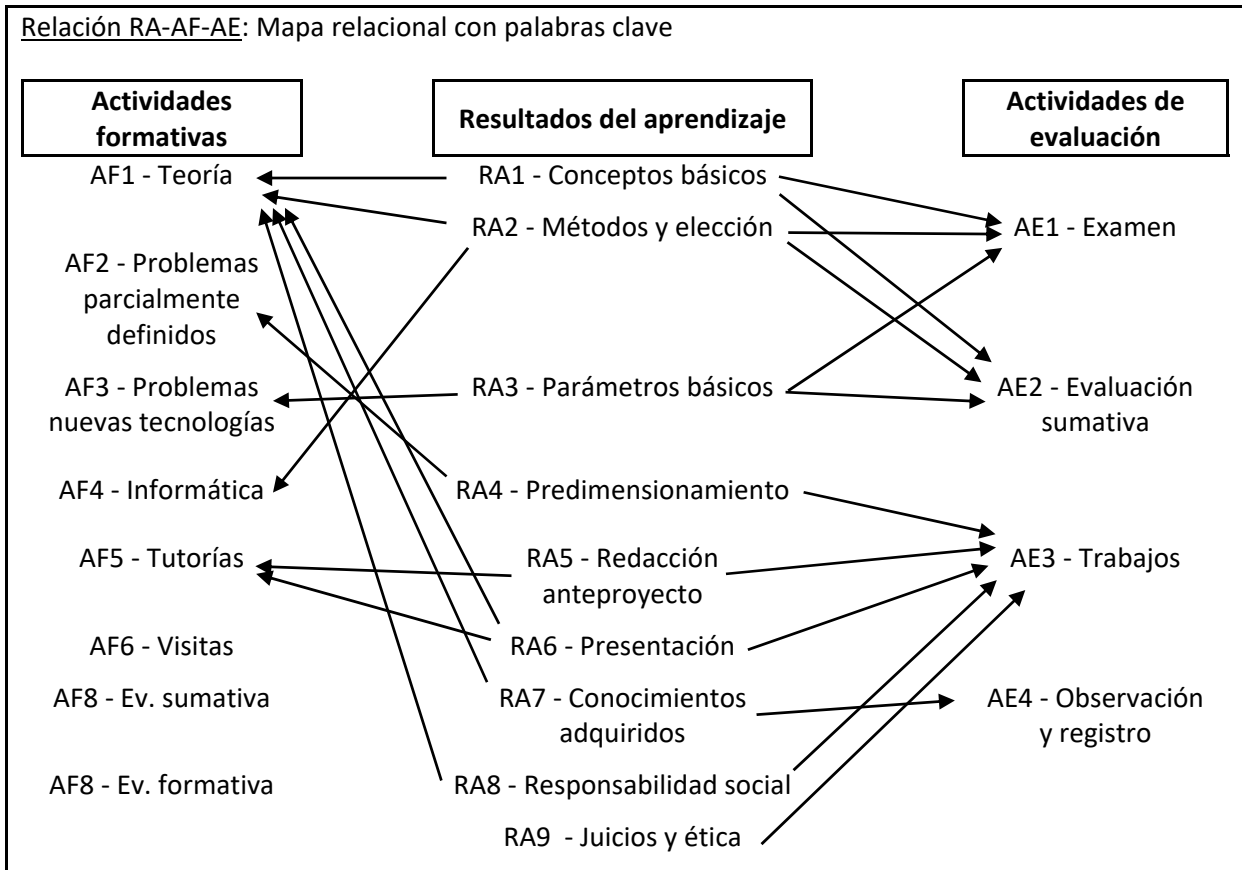 Relación RA-AF-AE: Mapa relacional con palabras clave
Actividades
formativas
Resultados del aprendizaje
Actividades de
evaluación
AF1 - Teoría
AF2 - Problemas
parcialmente
definidos
AF3 - Problemas
nuevas tecnologías
AF4 - Informática
AF5 - Tutorías
AF6 - Visitas
AF8 - Ev. sumativa
AF8 - Ev. formativa
RA1 - Conceptos básicos
RA2 - Métodos y elección
RA3 - Parámetros básicos
RA4 - Predimensionamiento
RA5 - Redacción
anteproyecto
RA6 - Presentación
RA7 - Conocimientos
adquiridos
RA8 - Responsabilidad social
RA9 - Juicios y ética
AE1 - Examen
AE2 - Evaluación
sumativa
AE3 - Trabajos
AE4 - Observación
y registro